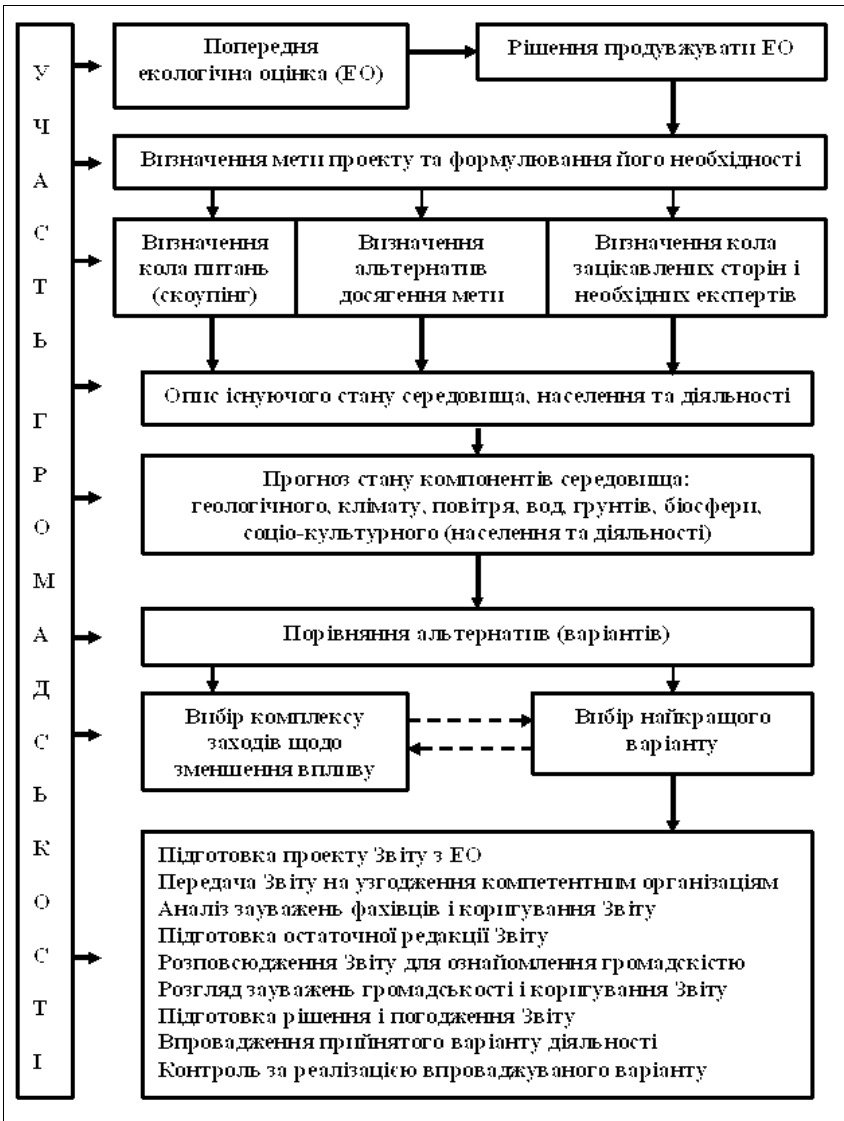 УЧАСТЬ ГРОМАДСЬКОСТІ
Попередня
екологічна оцінка (ЕО)
Рішення продувжувати ЕО
Визначення мети проекту та формулювання його необхідності
Визначення
кола питань
(скоупінг)
Визначення
альтернатив
досягення мети
Визначення кола
зацікавлених сторін і
необхідних експертів
Опис існуючого стану середовища, населення та діяльності
Прогноз стану компонентів середовища:
геологічного, клімату, повітря, вод, грунтів, біосфери,
соціо-культурного (населення та діяльності)
Порівняння альтернатив (варіантів)
Вибір комплексу
заходів щодо
зменшення впливу
Вибір найкращого
варіанту
Підготовка проекту Звіту з ЕО
Передача Звіту на узгодження компетентним організаціям
Аналіз зауважень фахівців і коригування Звіту
Підготовка остаточної редакції Звіту
Розповсюдження Звіту для ознайомлення громадскістю
Розгляд зауважень громадськості і коригування Звіту
Підготовка рішення і погодження Звіту
Впровадження прийнятого варіанту діяльності
Контроль за реалізацією впроваджуваного варіанту